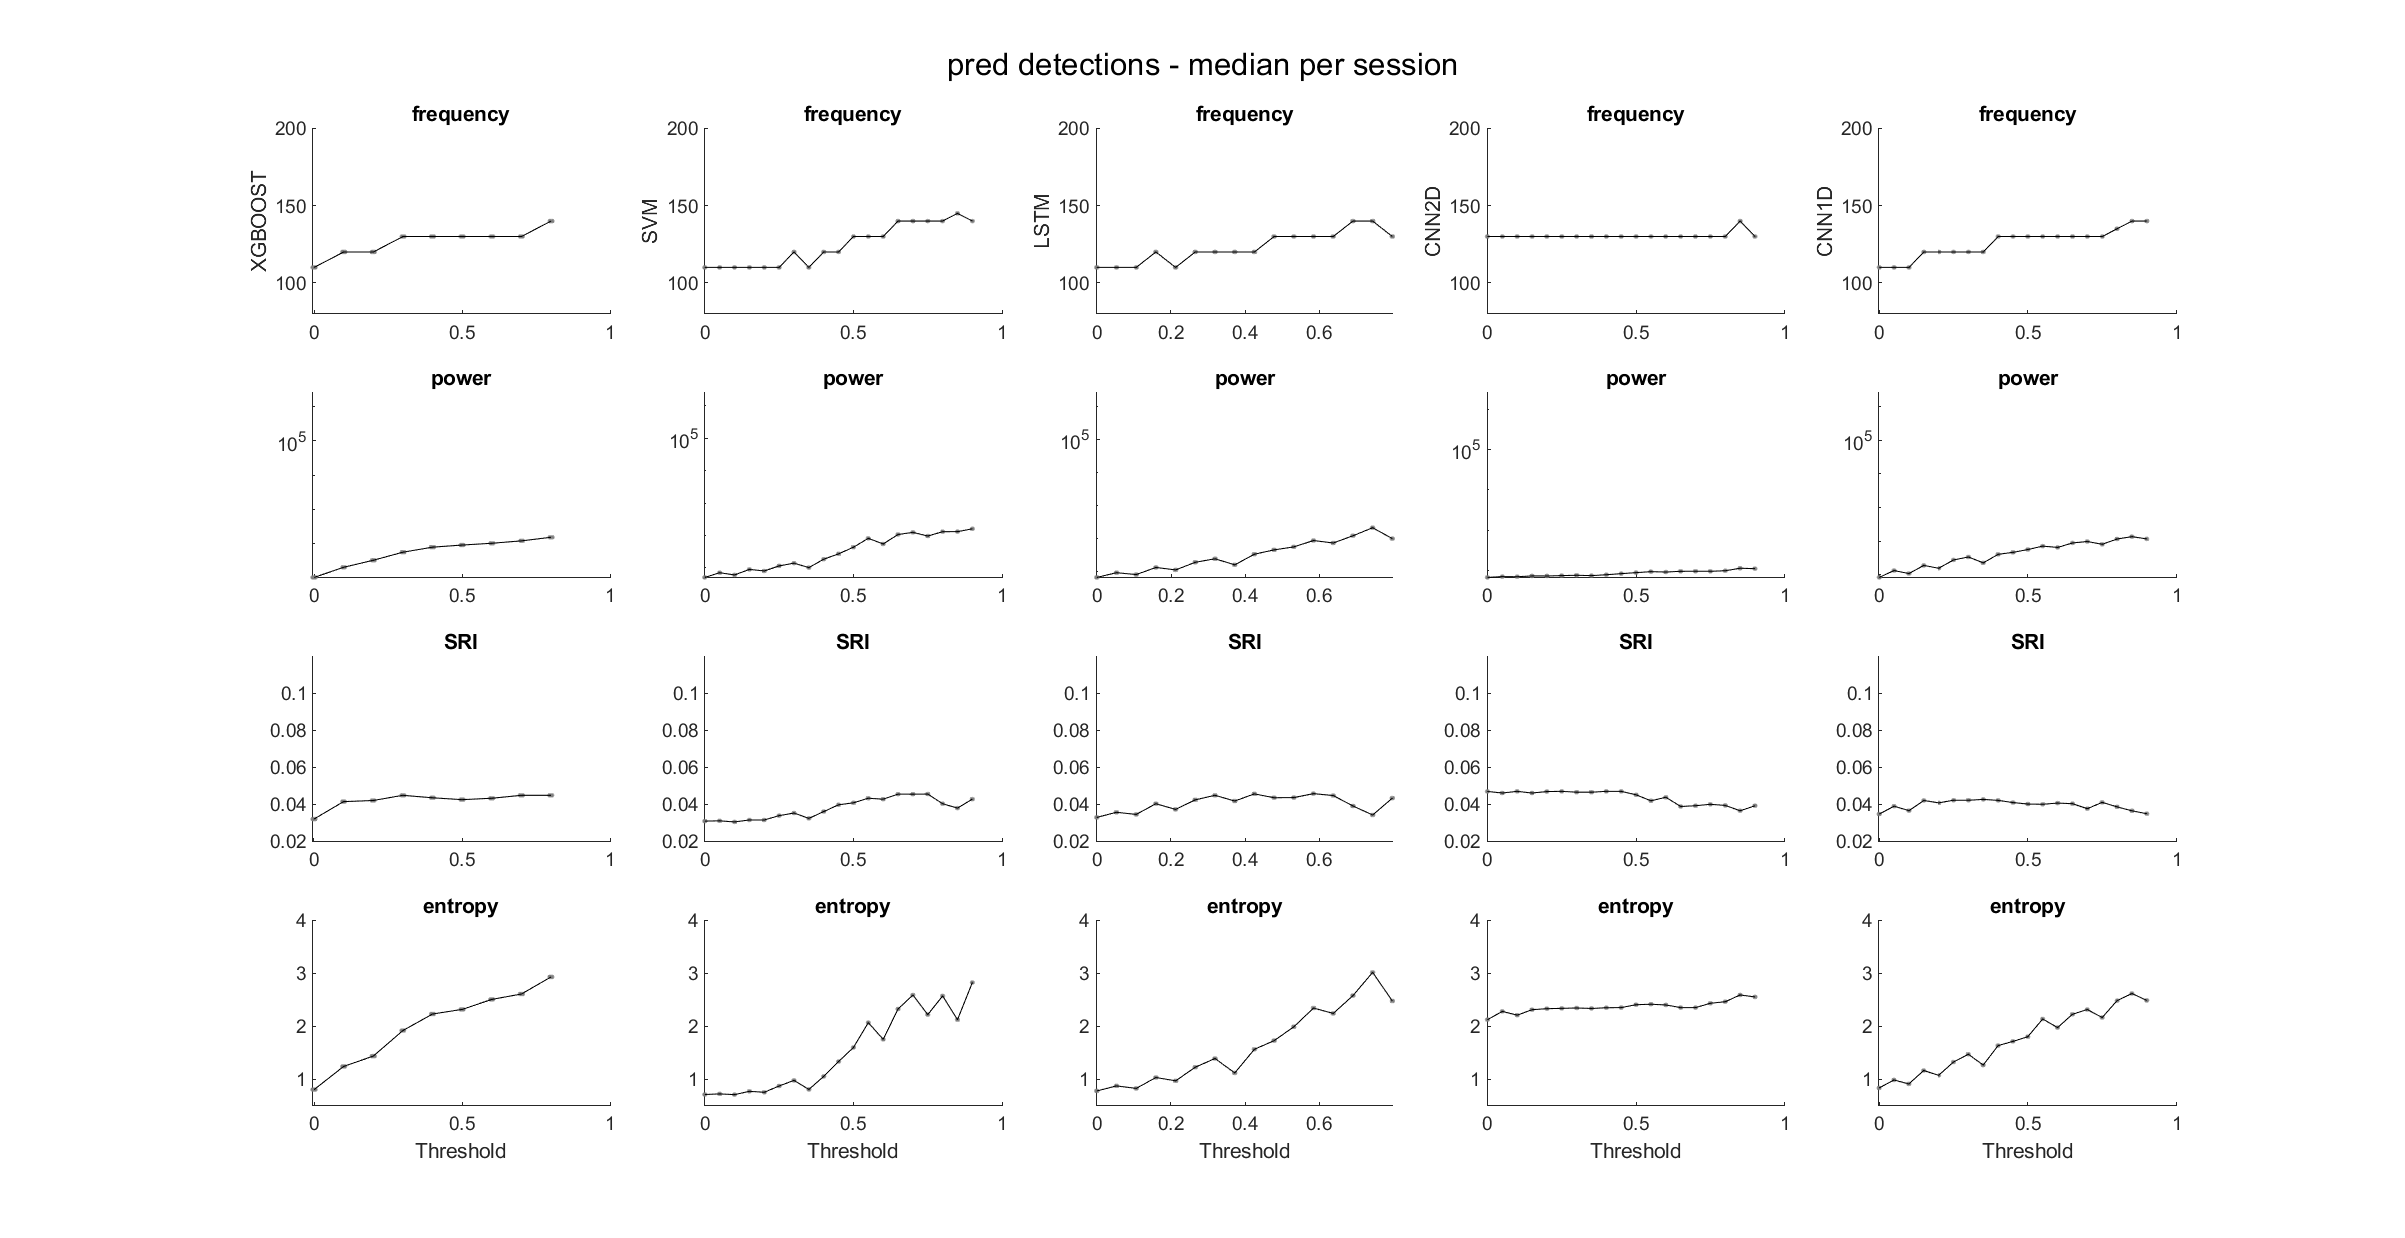 pred detections - median per session
frequency frequency frequency frequency frequency
XGBOOST SVM LSTM CNN2D CNN1D
200 200 200 200 200
150 150 150 150 150
100 100 100 100 100
0 0.5 1 0 0.5 1 0 0.2 0.4 0.6 0 0.5 1 0 0.5 1
power power power power power
10^5 10^5 10^5 10^5 10^5
0 0.5 1 0 0.5 1 0 0.2 0.4 0.6 0 0.5 1 0 0.5 1
SRI SRI SRI SRI SRI
0.1 0.1 0.1 0.1 0.1
0.08 0.08 0.08 0.08 0.08
0.06 0.06 0.06 0.06 0.06
0.04 0.04 0.04 0.04 0.04
0.02 0.02 0.02 0.02 0.02
0 0.5 1 0 0.5 1 0 0.2 0.4 0.6 0 0.5 1 0 0.5 1
entropy entropy entropy entropy entropy
4 4 4 4 4
3 3 3 3 3
2 2 2 2 2
1 1 1 1 1
0 0.5 1 0 0.5 1 0 0.2 0.4 0.6 0 0.5 1 0 0.5 1
Threshold Threshold Threshold Threshold Threshold